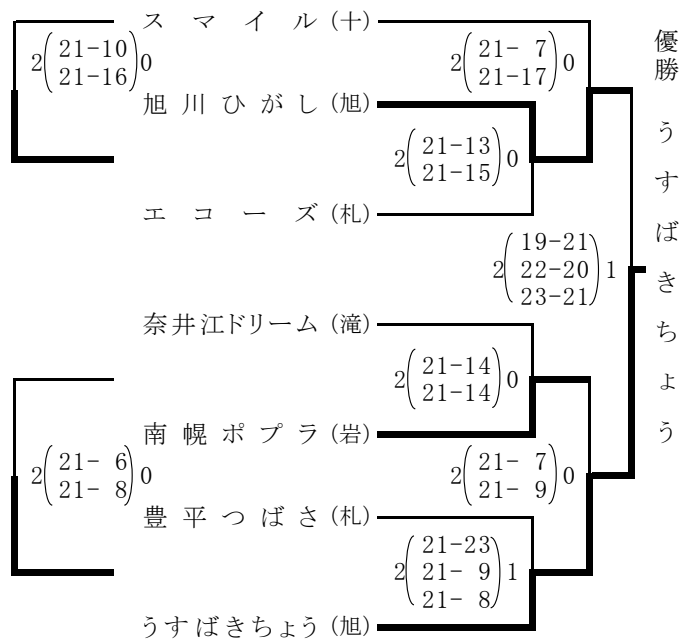 スマイル(十)
2(21-10 21-16)0
2(21- 7 21-17)0
旭川ひがし(旭)
2(21-13 21-15)0
エコーズ(札)
2(19-21 22-20 23-21)1
優勝 うすばきちょう
奈井江ドリーム(滝)
2(21-14 21-14)0
南幌ポプラ(岩)
2(21- 6 21- 8)0
2(21- 7 21- 9)0
豊平つばさ(札)
2(21-23 21- 9 21- 8)1
うすばきちょう(旭)